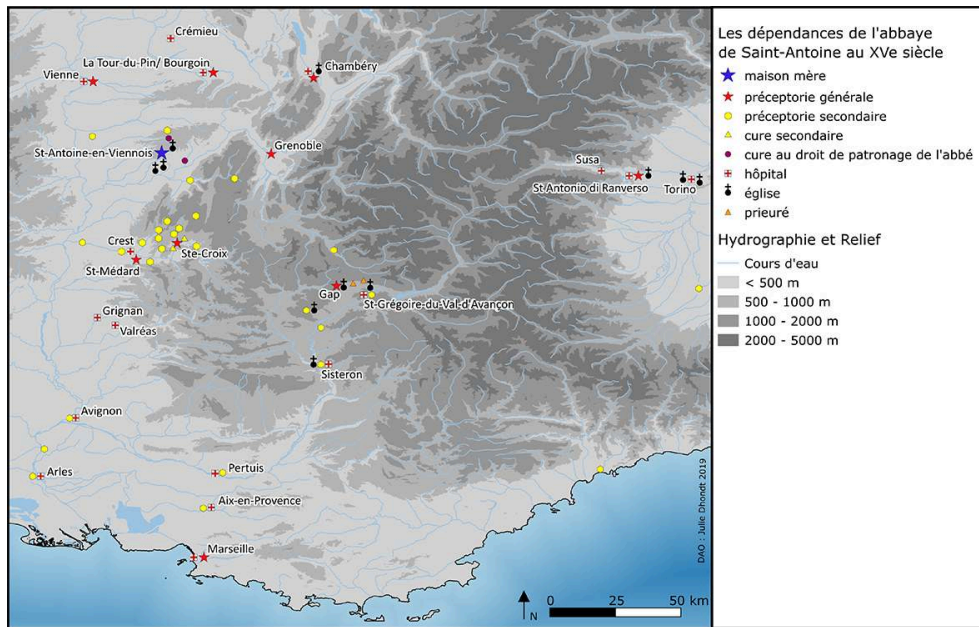 Crémieu
La Tour-du-Pin/ Bourgoin
Chambéry
Vienne
St-Antoine-en-Viennois
Grenoble
Susa
St Antonio di Ranverso
Torino
Crest
Ste-Croix
St-Médard
Gap
St-Grégoire-du-Val-d'Avançon
Grignan
Valréas
Sisteron
Avignon
Arles
Pertuis
Aix-en-Provence
Marseille
N
0 25 50 km
DAO : Julie Dhondt 2019
Les dépendances de l'abbaye
de Saint-Antoine au XVe siècle
maison mère
préceptorie générale
préceptorie secondaire
cure secondaire
cure au droit de patronage de l'abbé
hôpital
église
prieuré
Hydrographie et Relief
Cours d'eau
< 500 m
500 - 1000 m
1000 - 2000 m
2000 - 5000 m